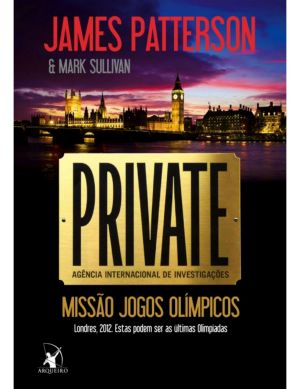 JAMES PATTERSON
& MARK SULLIVAN
PRIVATE
AGÊNCIA INTERNACIONAL DE INVESTIGAÇÕES
MISSÃO JOGOS OLÍMPICOS
Londres, 2012. Estas podem ser as últimas Olimpíadas
ARQUEIRO